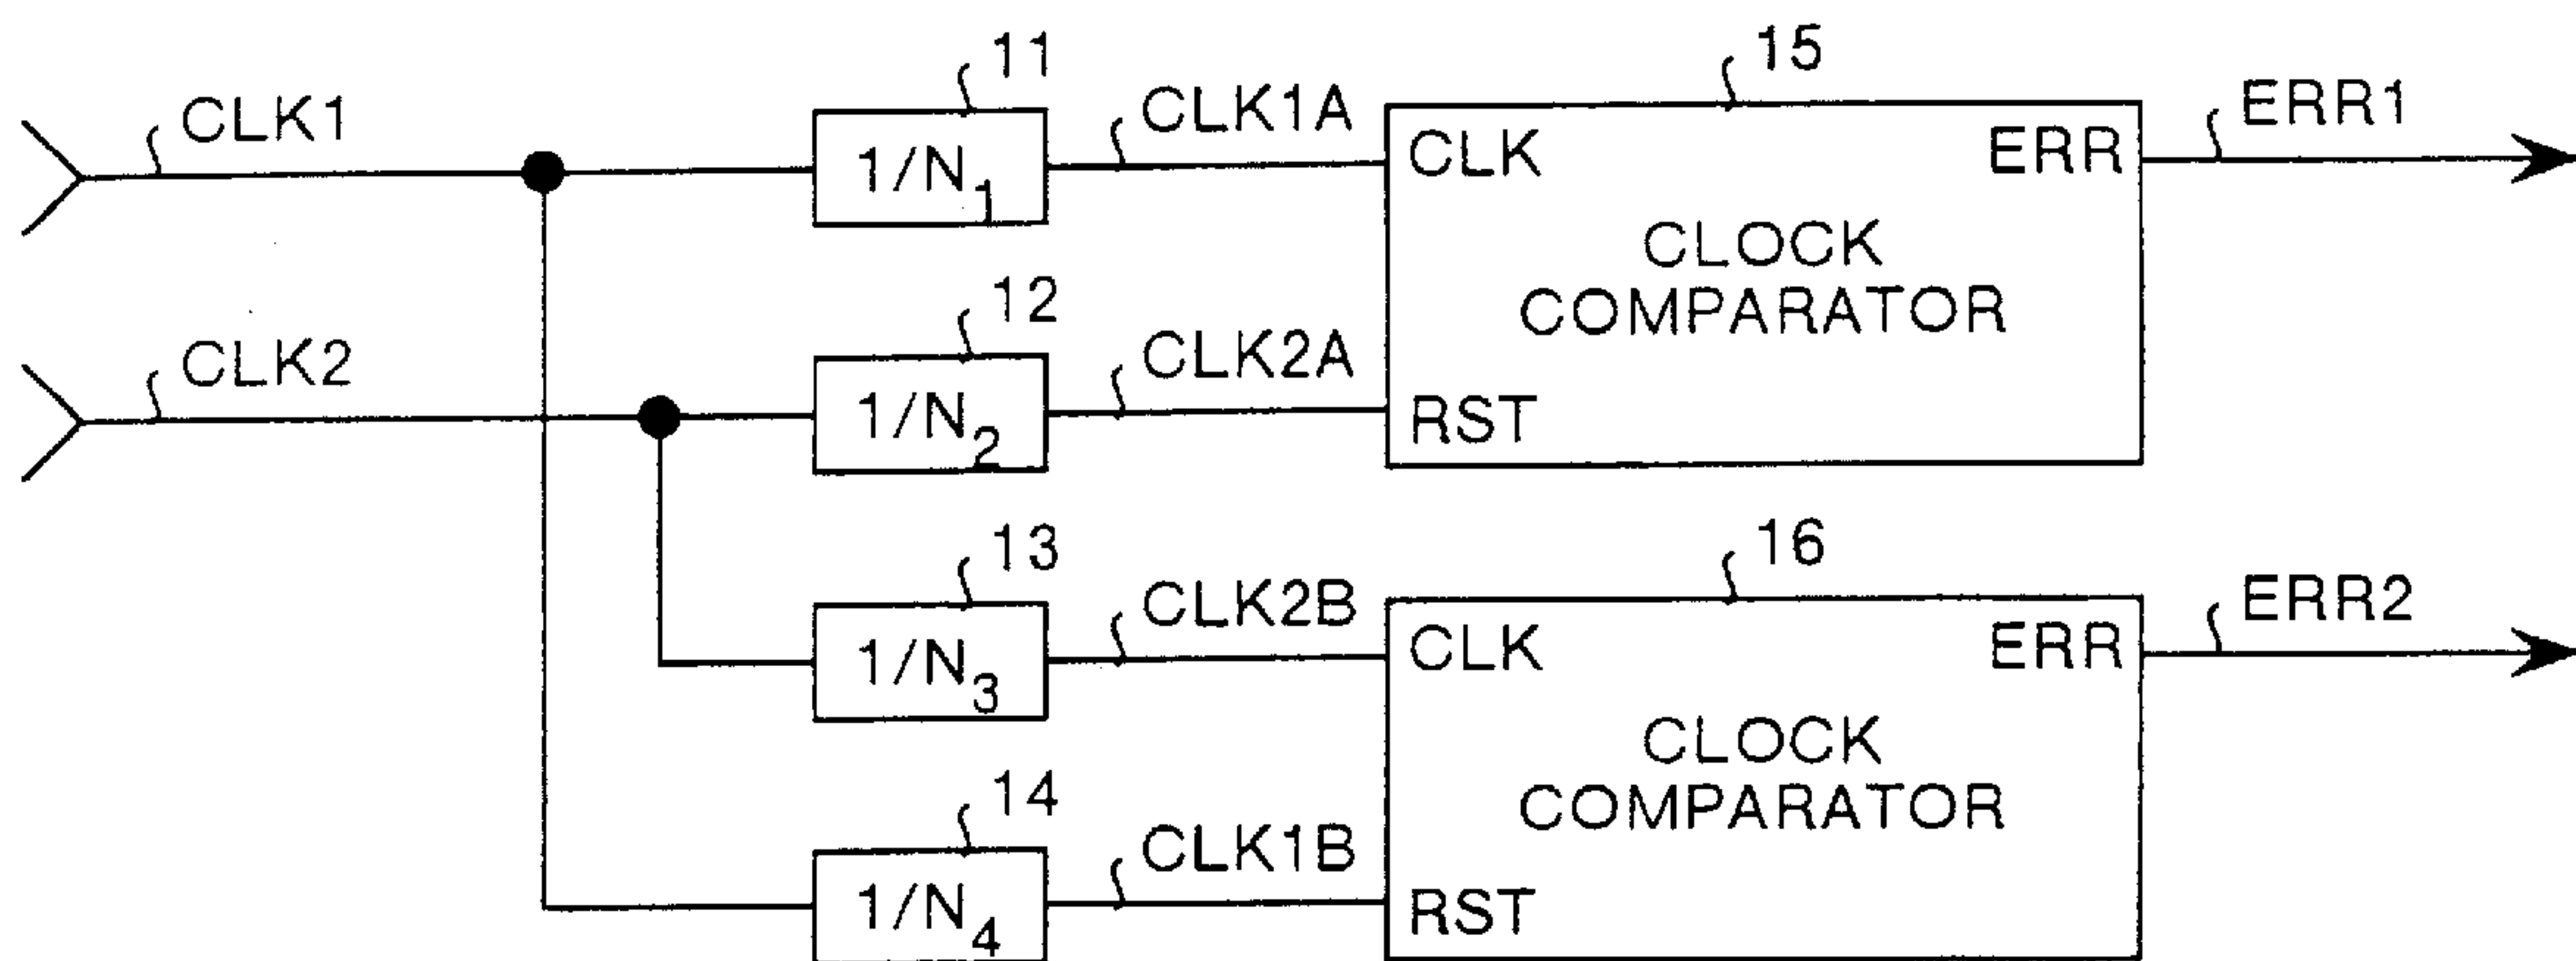 11
15
CLK1
CLK1A
ERR1
1/N1
CLK
ERR
CLOCK
COMPARATOR
12
CLK2
CLK2A
1/N2
RST
13
16
CLK2B
ERR2
1/N3
CLK
ERR
CLOCK
COMPARATOR
14
CLK1B
1/N4
RST